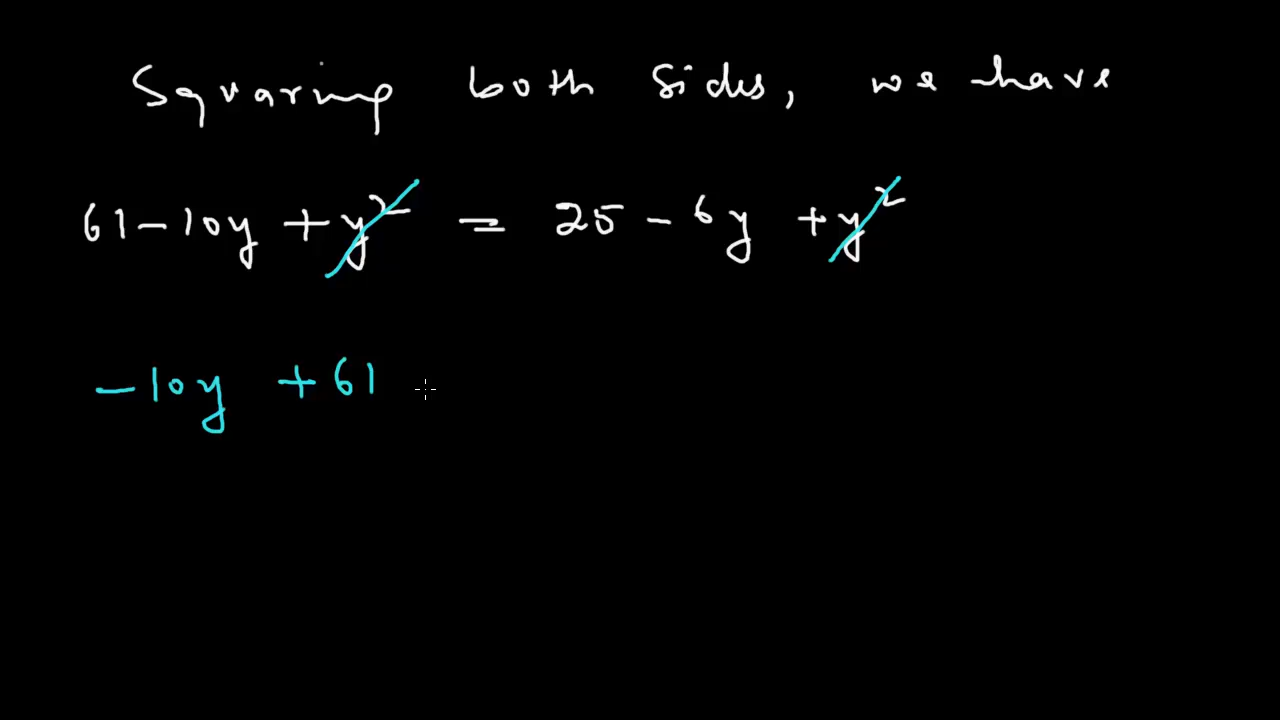 Squaring both sides, we have
61 - 10y + y² = 25 - 6y + y²
- 10y + 61